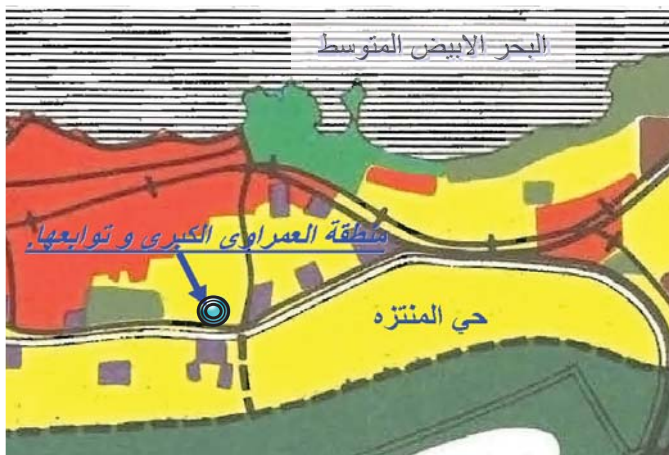 البحر الابيض المتوسط
منطقة العمراوى الكبرى و توابعها.
حي المنتزه